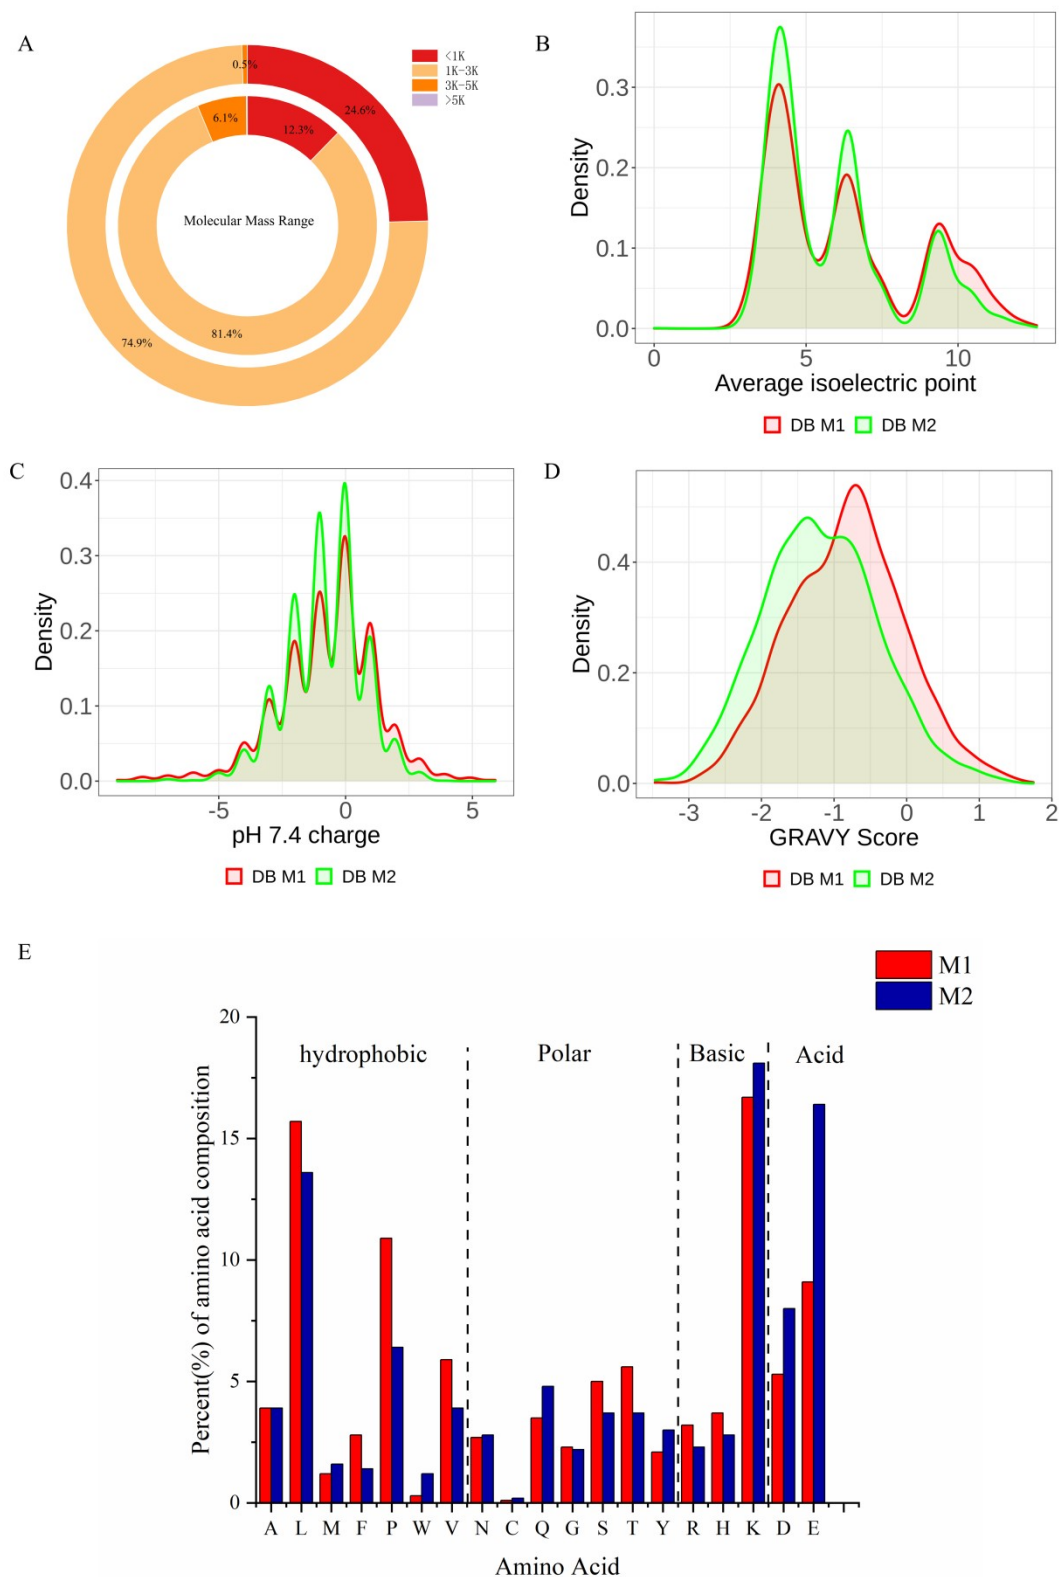 A
<1K
1K-3K
3K-5K
>5K
0.5%
24.6%
6.1%
12.3%
Molecular Mass Range
81.4%
74.9%
B
Density
0.3
0.2
0.1
0.0
0 5 10
Average isoelectric point
DB M1 DB M2
C
Density
0.4
0.3
0.2
0.1
0.0
-5 0 5
pH 7.4 charge
DB M1 DB M2
D
Density
0.4
0.2
0.0
-3 -2 -1 0 1 2
GRAVY Score
DB M1 DB M2
E
M1
M2
Percent(%) of amino acid composition
20
15
10
5
0
hydrophobic Polar Basic Acid
A L M F P W V N C Q G S T Y R H K D E
Amino Acid